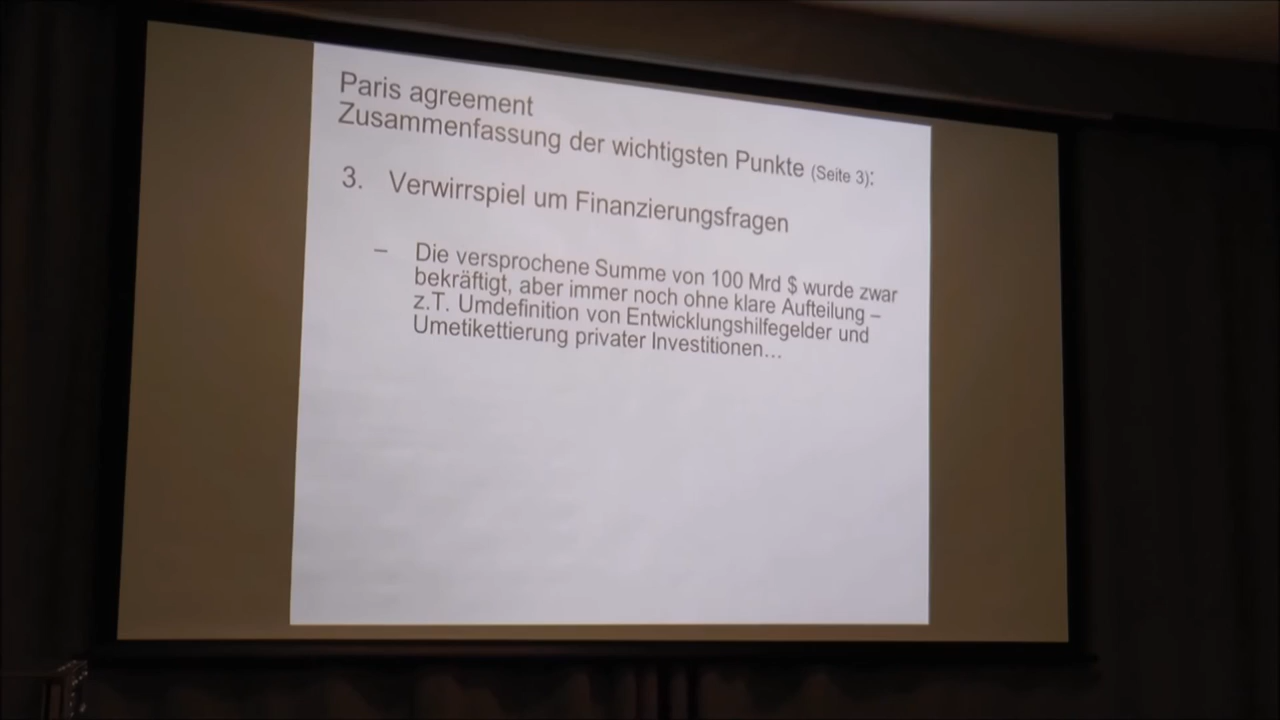 Paris agreement
Zusammenfassung der wichtigsten Punkte (Seite 3):
3. Verwirrspiel um Finanzierungsfragen
– Die versprochene Summe von 100 Mrd $ wurde zwar
bekräftigt, aber immer noch ohne klare Aufteilung –
z.T. Umdefinition von Entwicklungshilfegelder und
Umetikettierung privater Investitionen...